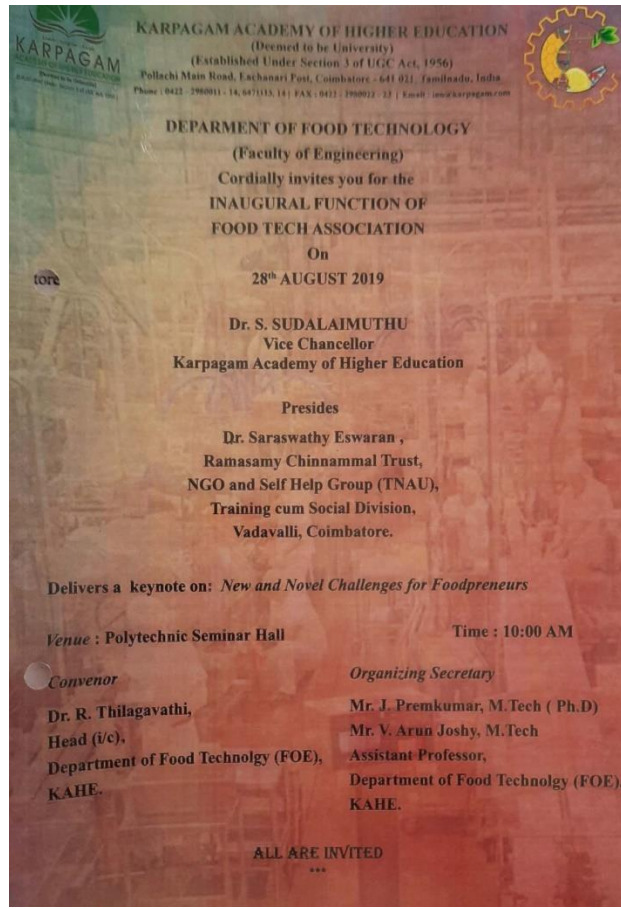 KARPAGAM
ACADEMY OF HIGHER EDUCATION
KARPAGAM ACADEMY OF HIGHER EDUCATION
(Deemed to be University)
(Established Under Section 3 of UGC Act, 1956)
Pollachi Main Road, Eachanari Post, Coimbatore - 641 021, Tamilnadu, India
DEPARMENT OF FOOD TECHNOLOGY
(Faculty of Engineering)
Cordially invites you for the
INAUGURAL FUNCTION OF
FOOD TECH ASSOCIATION
On
28th AUGUST 2019
tore
Dr. S. SUDALAIMUTHU
Vice Chancellor
Karpagam Academy of Higher Education
Presides
Dr. Saraswathy Eswaran ,
Ramasamy Chinnammal Trust,
NGO and Self Help Group (TNAU),
Training cum Social Division,
Vadavalli, Coimbatore.
Delivers a keynote on: New and Novel Challenges for Foodpreneurs
Venue : Polytechnic Seminar Hall
Time : 10:00 AM
Convenor
Dr. R. Thilagavathi,
Head (i/c),
Department of Food Technolgy (FOE),
KAHE.
Organizing Secretary
Mr. J. Premkumar, M.Tech ( Ph.D)
Mr. V. Arun Joshy, M.Tech
Assistant Professor,
Department of Food Technolgy (FOE)
KAHE.
ALL ARE INVITED
***